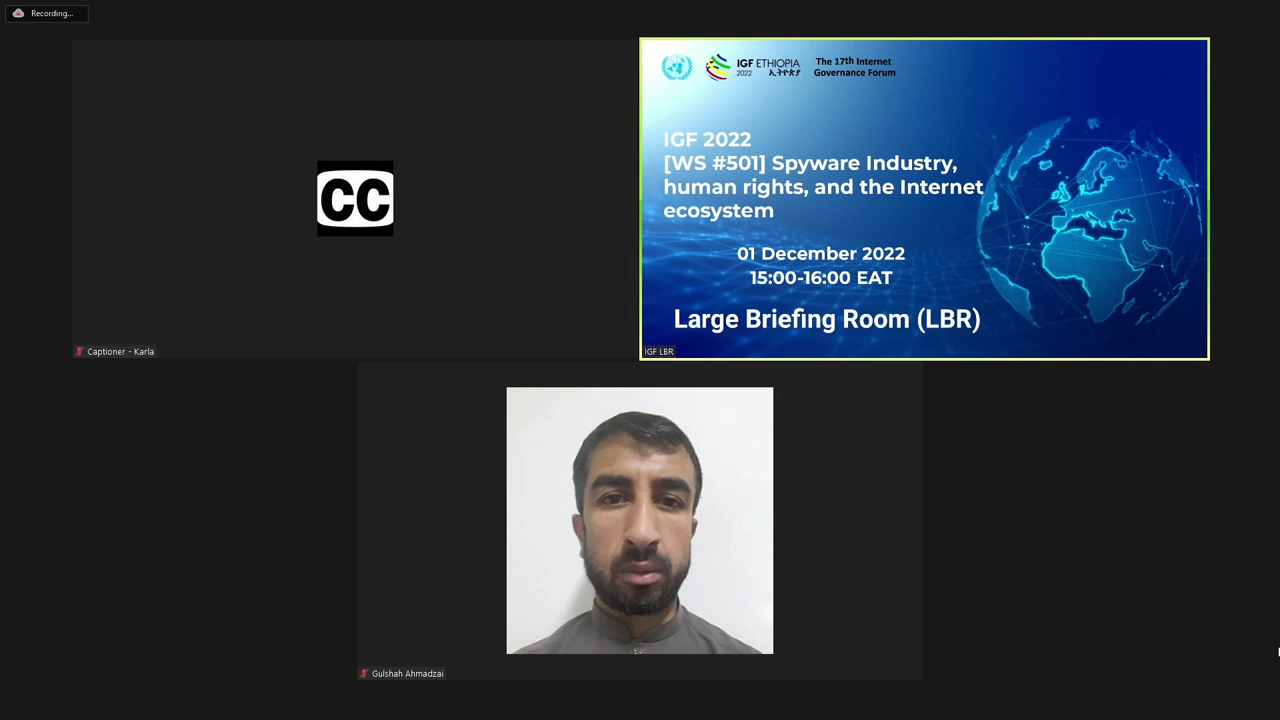 Recording...
CC
Captioner - Karla
IGF ETHIOPIA
2022 ኢትዮጵያ
The 17th Internet
Governance Forum
IGF 2022
[WS #501] Spyware Industry,
human rights, and the Internet
ecosystem
01 December 2022
15:00-16:00 EAT
Large Briefing Room (LBR)
IGF LBR
Gulshah Ahmadzai